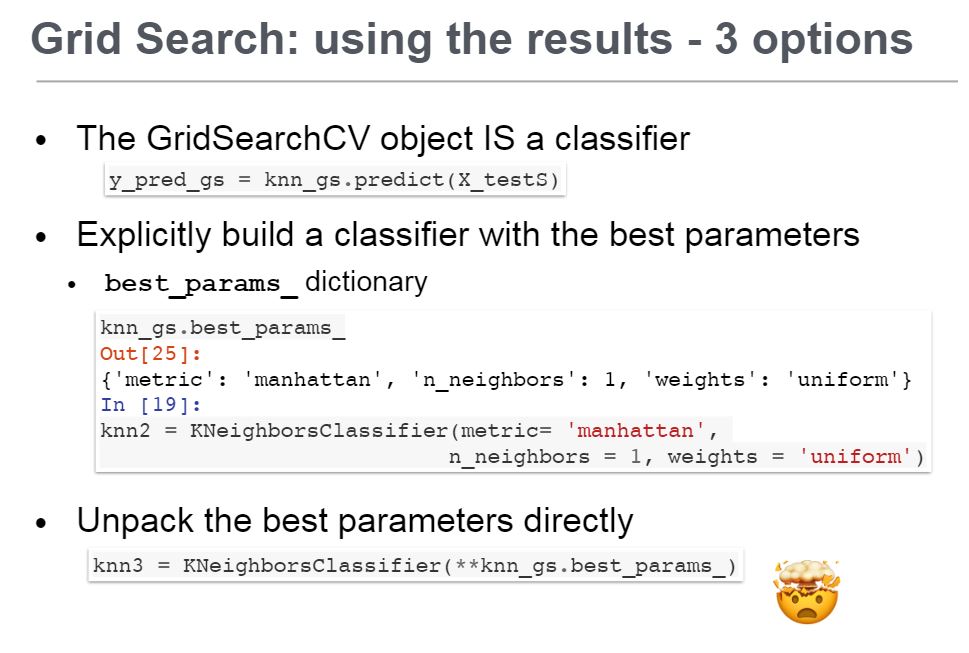 Grid Search: using the results - 3 options
• The GridSearchCV object IS a classifier
y_pred_gs = knn_gs.predict(X_testS)
• Explicitly build a classifier with the best parameters
• best_params_ dictionary
knn_gs.best_params_
Out[25]:
{'metric': 'manhattan', 'n_neighbors': 1, 'weights': 'uniform'}
In [19]:
knn2 = KNeighborsClassifier(metric= 'manhattan',
n_neighbors = 1, weights = 'uniform')
• Unpack the best parameters directly
knn3 = KNeighborsClassifier(**knn_gs.best_params_)